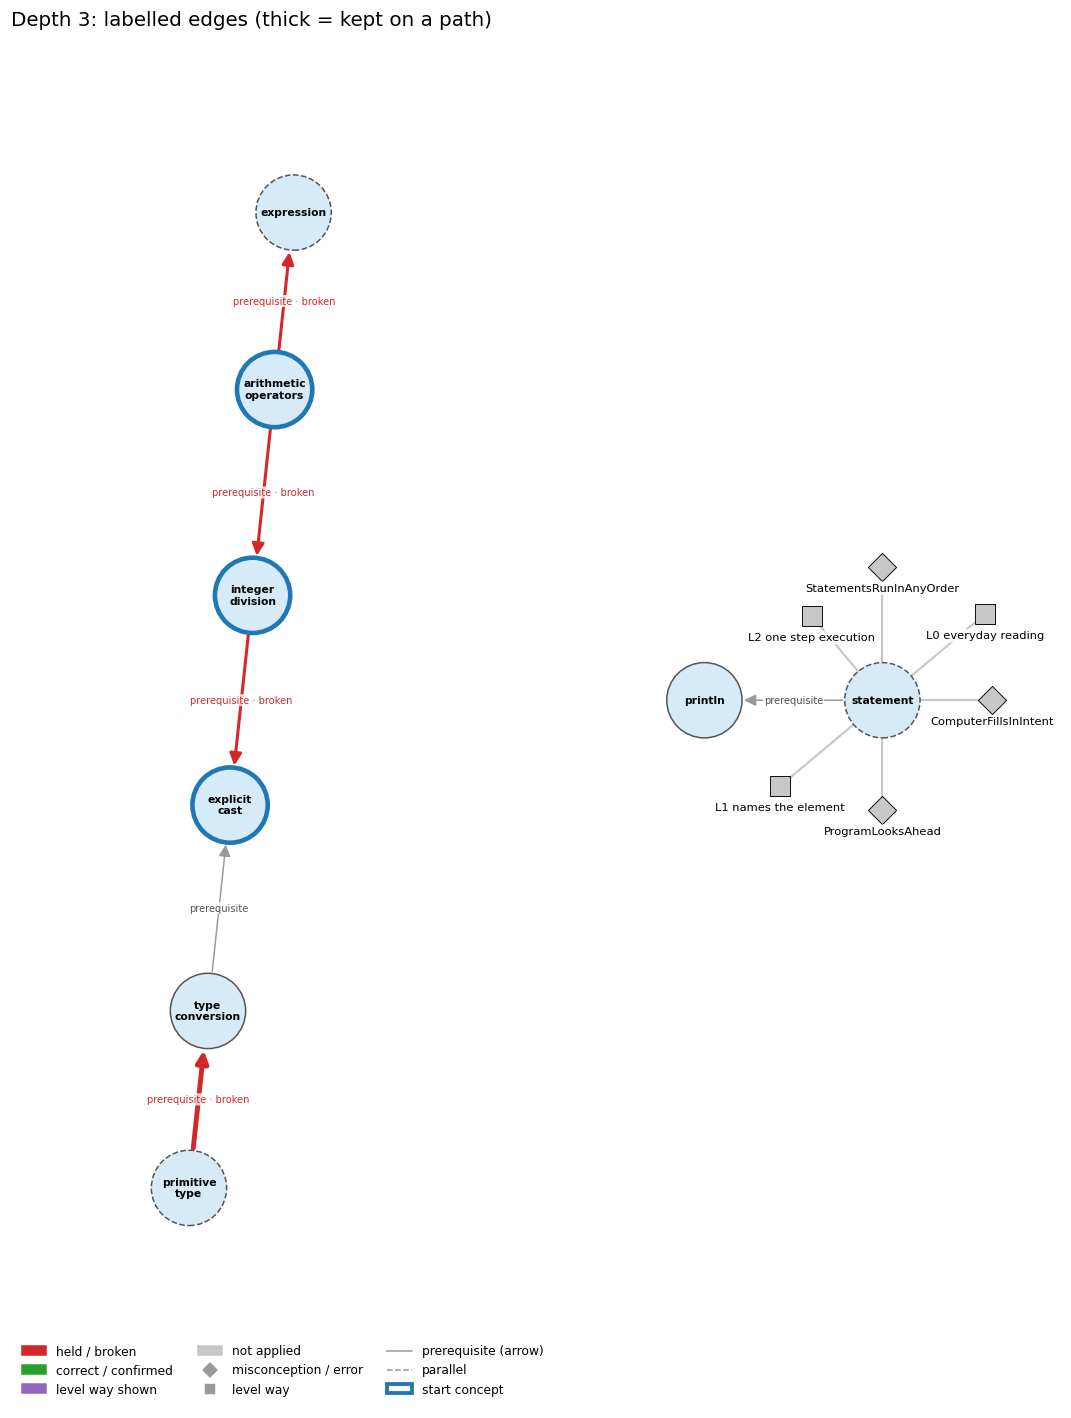 Depth 3: labelled edges (thick = kept on a path)
expression
prerequisite · broken
arithmetic
operators
prerequisite · broken
integer
division
prerequisite · broken
explicit
cast
prerequisite
type
conversion
prerequisite · broken
primitive
type
StatementsRunInAnyOrder
L2 one step execution
L0 everyday reading
println
prerequisite
statement
ComputerFillsInIntent
L1 names the element
ProgramLooksAhead
held / broken
correct / confirmed
level way shown
not applied
misconception / error
level way
prerequisite (arrow)
parallel
start concept